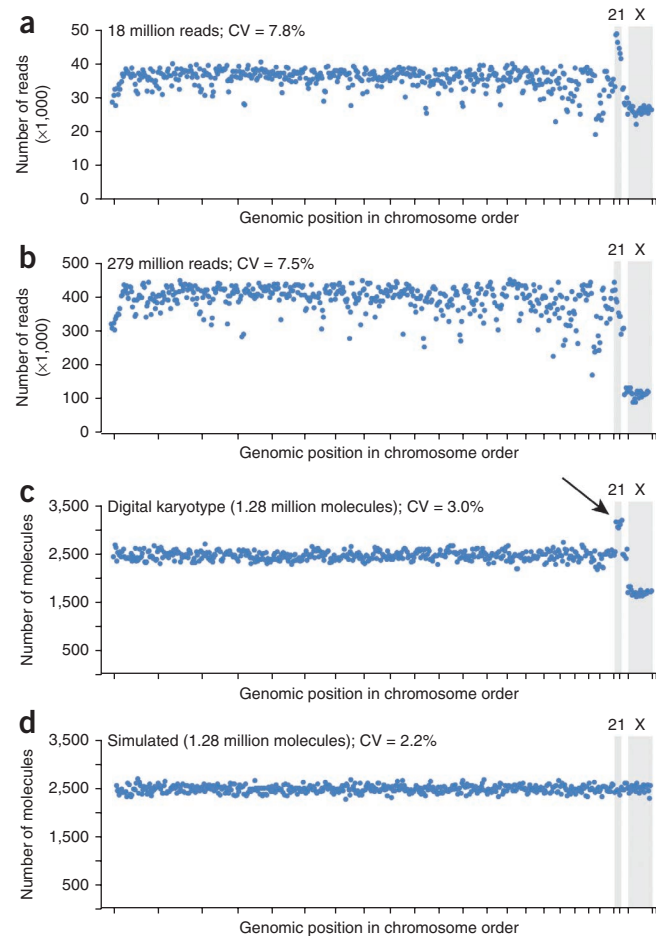 a
18 million reads; CV = 7.8%
21 X
Number of reads
(×1,000)
50
40
30
20
10
0
Genomic position in chromosome order
b
279 million reads; CV = 7.5%
21 X
Number of reads
(×1,000)
500
400
300
200
100
0
Genomic position in chromosome order
c
Digital karyotype (1.28 million molecules); CV = 3.0%
21 X
Number of molecules
3,500
2,500
1,500
500
Genomic position in chromosome order
d
Simulated (1.28 million molecules); CV = 2.2%
21 X
Number of molecules
3,500
2,500
1,500
500
Genomic position in chromosome order